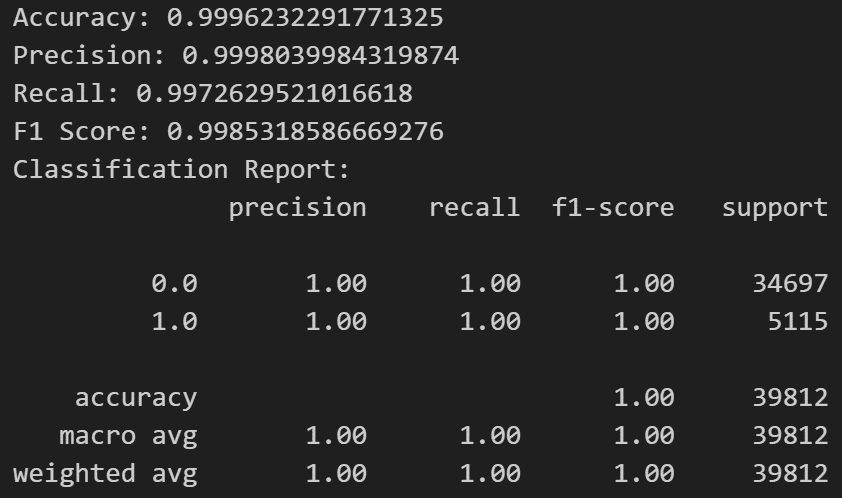 Accuracy: 0.9996232291771325
Precision: 0.9998039984319874
Recall: 0.9972629521016618
F1 Score: 0.9985318586669276
Classification Report:
precision recall f1-score support
0.0 1.00 1.00 1.00 34697
1.0 1.00 1.00 1.00 5115
accuracy 1.00 39812
macro avg 1.00 1.00 1.00 39812
weighted avg 1.00 1.00 1.00 39812